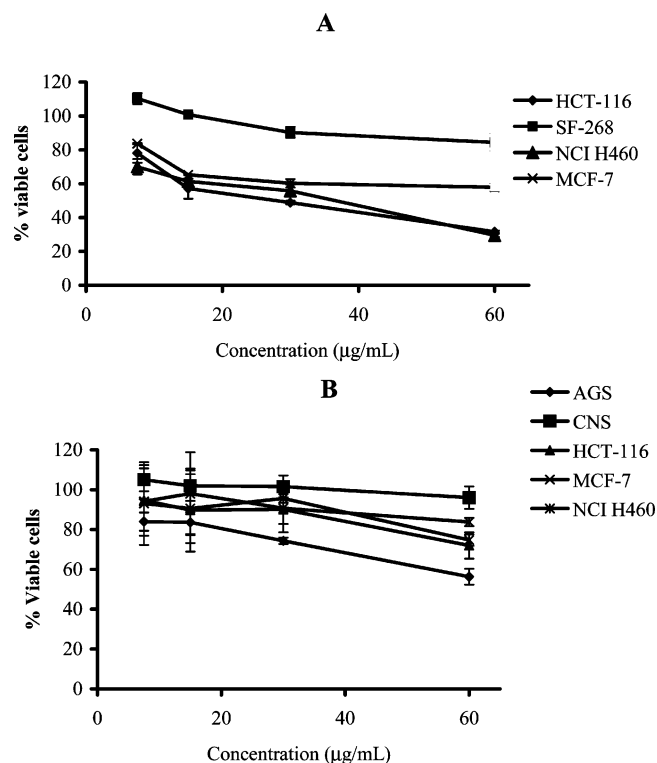 A
120
100
80
60
40
20
0
% viable cells
0 20 40 60
Concentration (µg/mL)
HCT-116
SF-268
NCI H460
MCF-7
B
120
100
80
60
40
20
0
% Viable cells
0 20 40 60
Concentration (µg/mL)
AGS
CNS
HCT-116
MCF-7
NCI H460